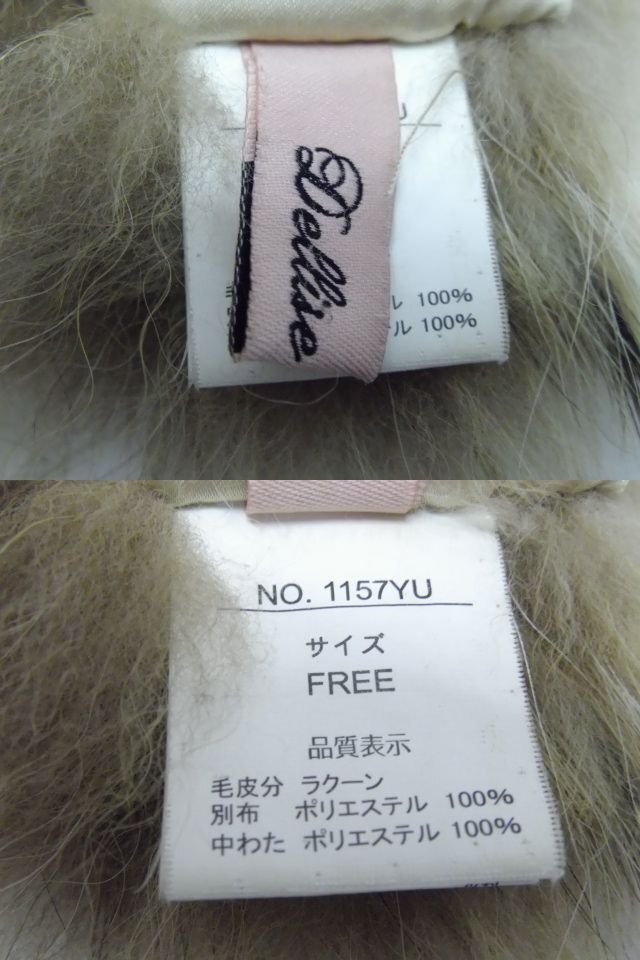 Dellise
U
ル 100%
ル 100%
NO. 1157YU
サイズ
FREE
品質表示
毛皮分 ラクーン
別布 ポリエステル 100%
中わた ポリエステル 100%